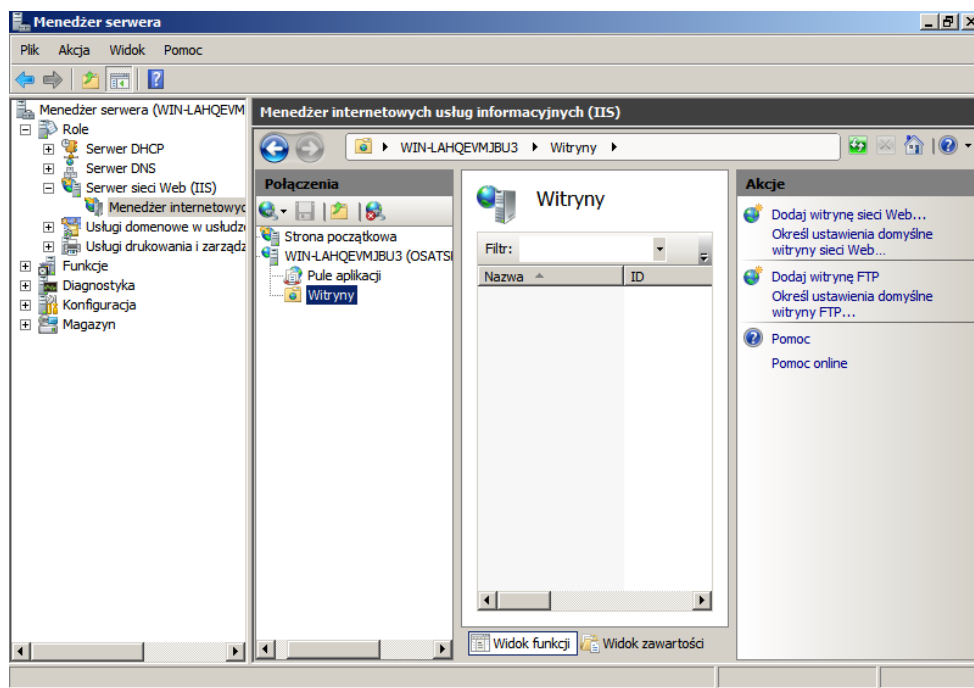 Menedżer serwera
Plik Akcja Widok Pomoc
Menedżer serwera (WIN-LAHQEVM
Role
Serwer DHCP
Serwer DNS
Serwer sieci Web (IIS)
Menedżer internetowyc
Usługi domenowe w usłudz
Usługi drukowania i zarządz
Funkcje
Diagnostyka
Konfiguracja
Magazyn
Menedżer internetowych usług informacyjnych (IIS)
WIN-LAHQEVMJBU3 Witryny
Połączenia
Strona początkowa
WIN-LAHQEVMJBU3 (OSATS
Pule aplikacji
Witryny
Witryny
Filtr:
Nazwa ID
Widok funkcji Widok zawartości
Akcje
Dodaj witrynę sieci Web...
Określ ustawienia domyślne
witryny sieci Web...
Dodaj witrynę FTP
Określ ustawienia domyślne
witryny FTP...
Pomoc
Pomoc online